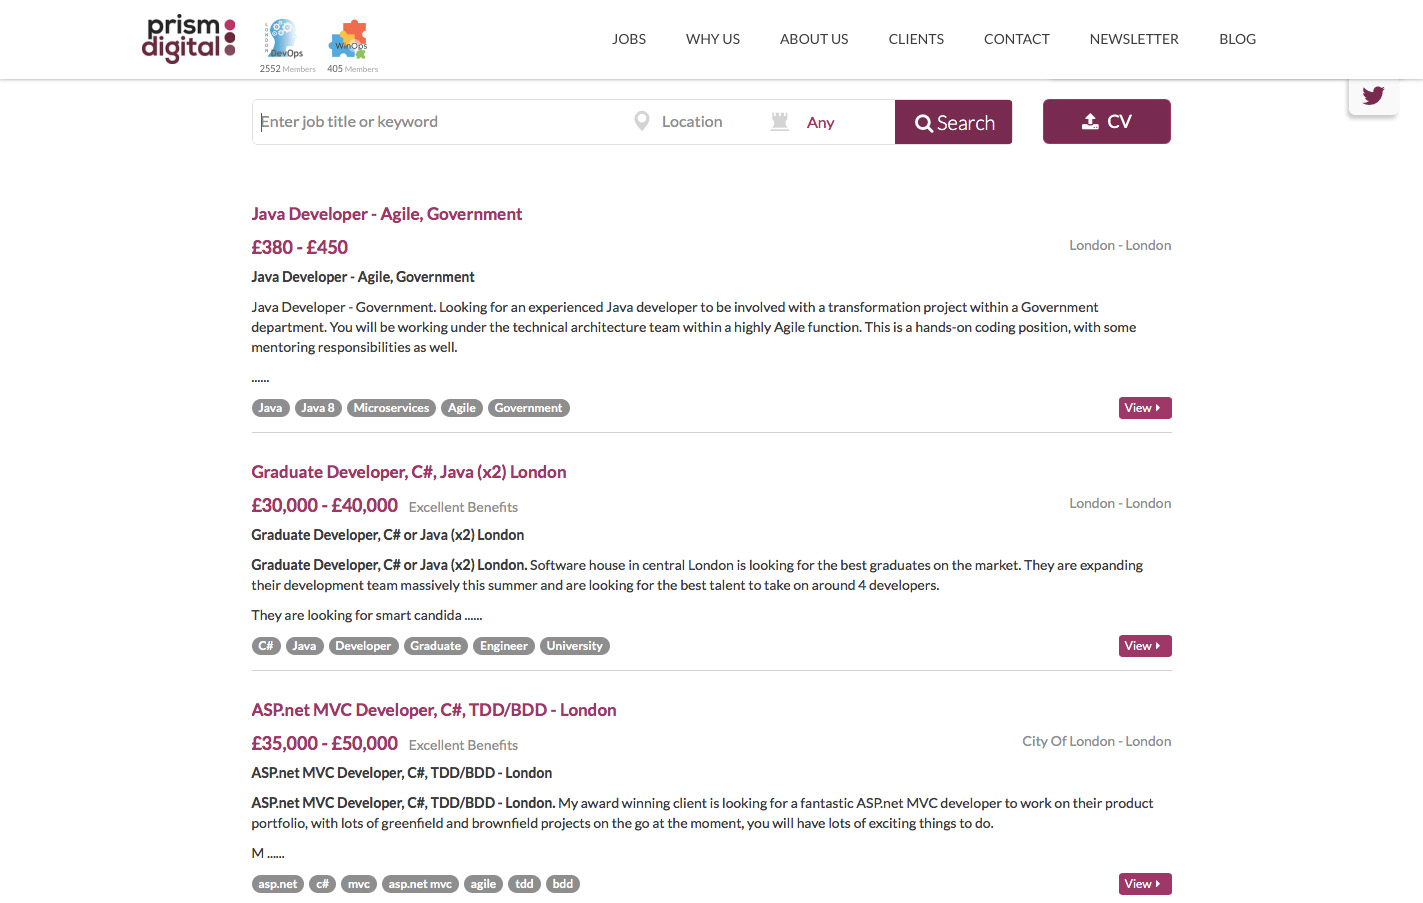 prism
digital
LONDON
DevOps
2552 Members
WinOps
405 Members
JOBS
WHY US
ABOUT US
CLIENTS
CONTACT
NEWSLETTER
BLOG
Enter job title or keyword
Location
Any
Search
CV
Java Developer - Agile, Government
£380 - £450
London - London
Java Developer - Agile, Government
Java Developer - Government. Looking for an experienced Java developer to be involved with a transformation project within a Government
department. You will be working under the technical architecture team within a highly Agile function. This is a hands-on coding position, with some
mentoring responsibilities as well.
......
Java Java 8 Microservices Agile Government
View
Graduate Developer, C#, Java (x2) London
£30,000 - £40,000 Excellent Benefits
London - London
Graduate Developer, C# or Java (x2) London
Graduate Developer, C# or Java (x2) London. Software house in central London is looking for the best graduates on the market. They are expanding
their development team massively this summer and are looking for the best talent to take on around 4 developers.
They are looking for smart candida ......
C# Java Developer Graduate Engineer University
View
ASP.net MVC Developer, C#, TDD/BDD - London
£35,000 - £50,000 Excellent Benefits
City Of London - London
ASP.net MVC Developer, C#, TDD/BDD - London
ASP.net MVC Developer, C#, TDD/BDD - London. My award winning client is looking for a fantastic ASP.net MVC developer to work on their product
portfolio, with lots of greenfield and brownfield projects on the go at the moment, you will have lots of exciting things to do.
M ......
asp.net c# mvc asp.net mvc agile tdd bdd
View